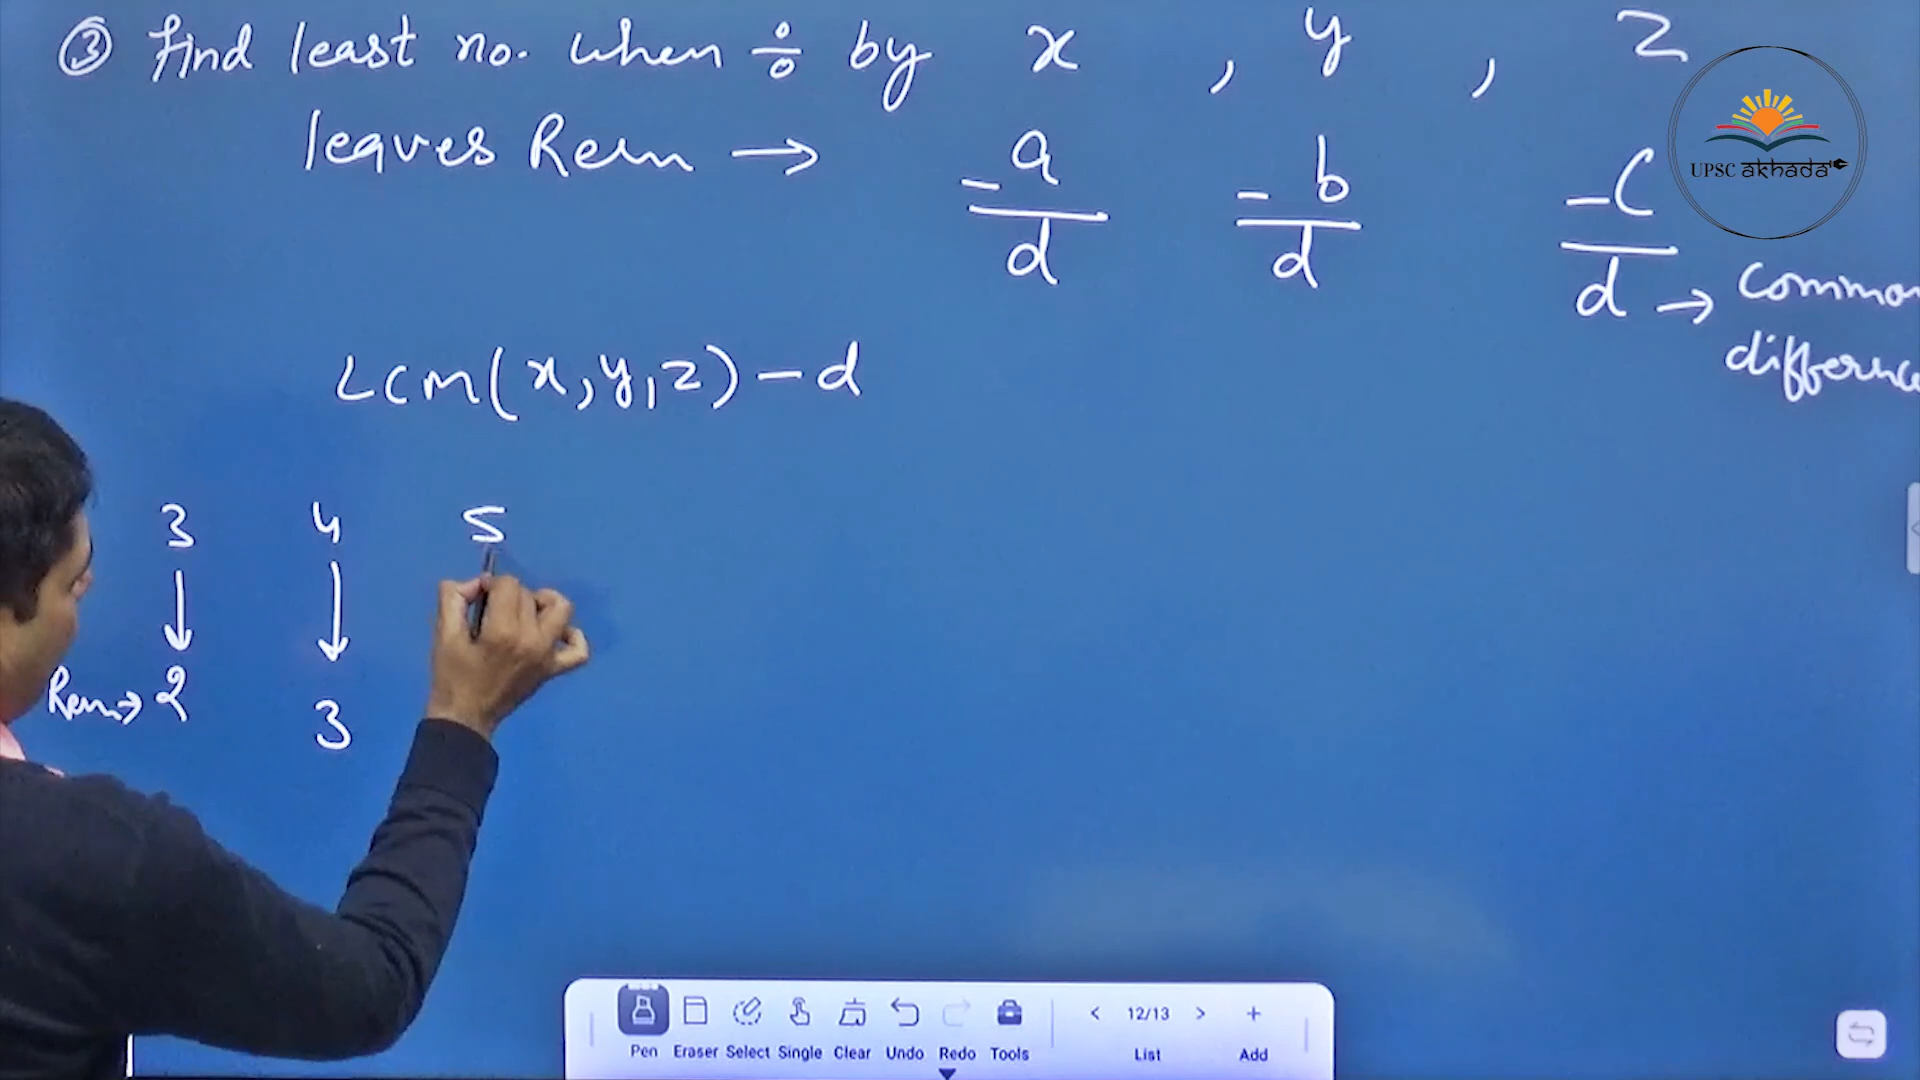 ③ Find least no. when ÷ by x , y , z
leaves Rem → a b c
- - -
d d d → common
difference
LCM(x,y,z) - d
3 4 5
Rem→ 2 3
UPSC akhada
Pen Eraser Select Single Clear Undo Redo Tools < 12/13 > +
List Add